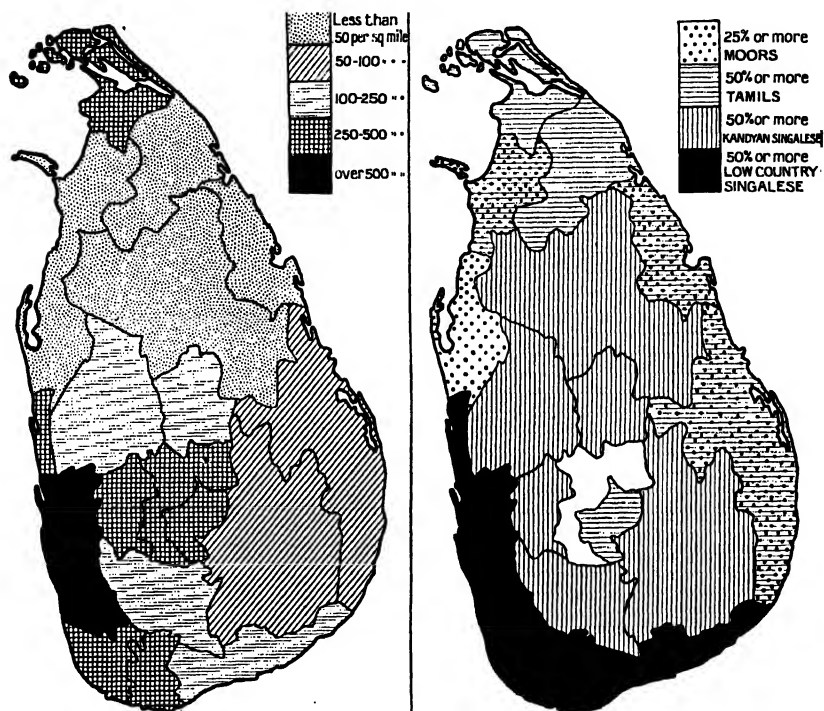 Less than
50 per sq mile
50-100 " "
100-250 " "
250-500 " "
over 500 " "
25% or more
MOORS
50% or more
TAMILS
50% or more
KANDYAN SINGALESE
50% or more
LOW COUNTRY
SINGALESE